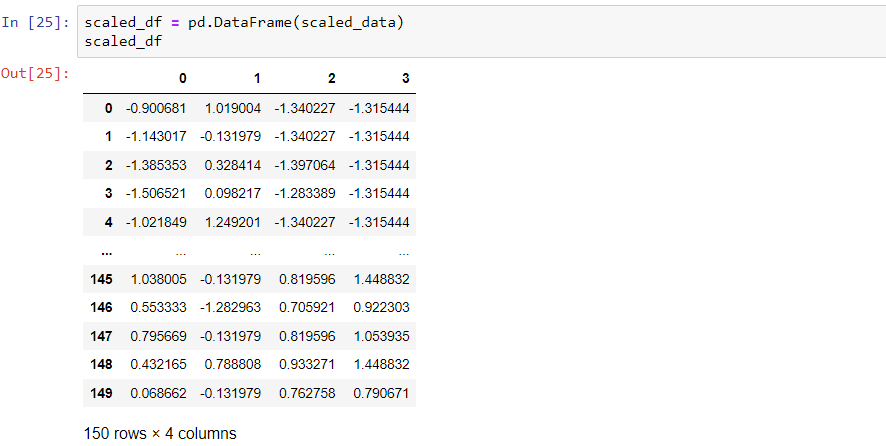 In [25]: scaled_df = pd.DataFrame(scaled_data)
scaled_df
Out[25]:
0 1 2 3
0 -0.900681 1.019004 -1.340227 -1.315444
1 -1.143017 -0.131979 -1.340227 -1.315444
2 -1.385353 0.328414 -1.397064 -1.315444
3 -1.506521 0.098217 -1.283389 -1.315444
4 -1.021849 1.249201 -1.340227 -1.315444
... ... ... ... ...
145 1.038005 -0.131979 0.819596 1.448832
146 0.553333 -1.282963 0.705921 0.922303
147 0.795669 -0.131979 0.819596 1.053935
148 0.432165 0.788808 0.933271 1.448832
149 0.068662 -0.131979 0.762758 0.790671
150 rows × 4 columns